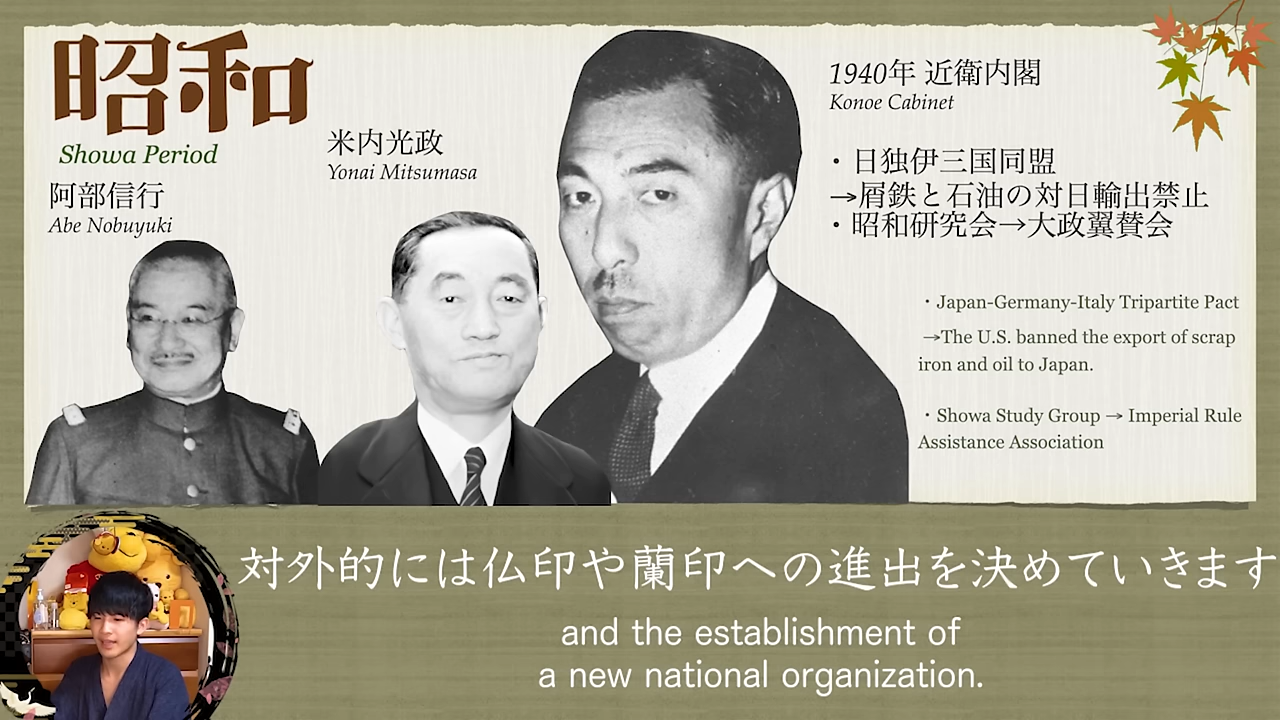 昭和
Showa Period
阿部信行
Abe Nobuyuki
米内光政
Yonai Mitsumasa
1940年 近衛内閣
Konoe Cabinet
・日独伊三国同盟
→屑鉄と石油の対日輸出禁止
・昭和研究会→大政翼賛会
・Japan-Germany-Italy Tripartite Pact
→The U.S. banned the export of scrap
iron and oil to Japan.
・Showa Study Group → Imperial Rule
Assistance Association
対外的には仏印や蘭印への進出を決めていきます
and the establishment of
a new national organization.